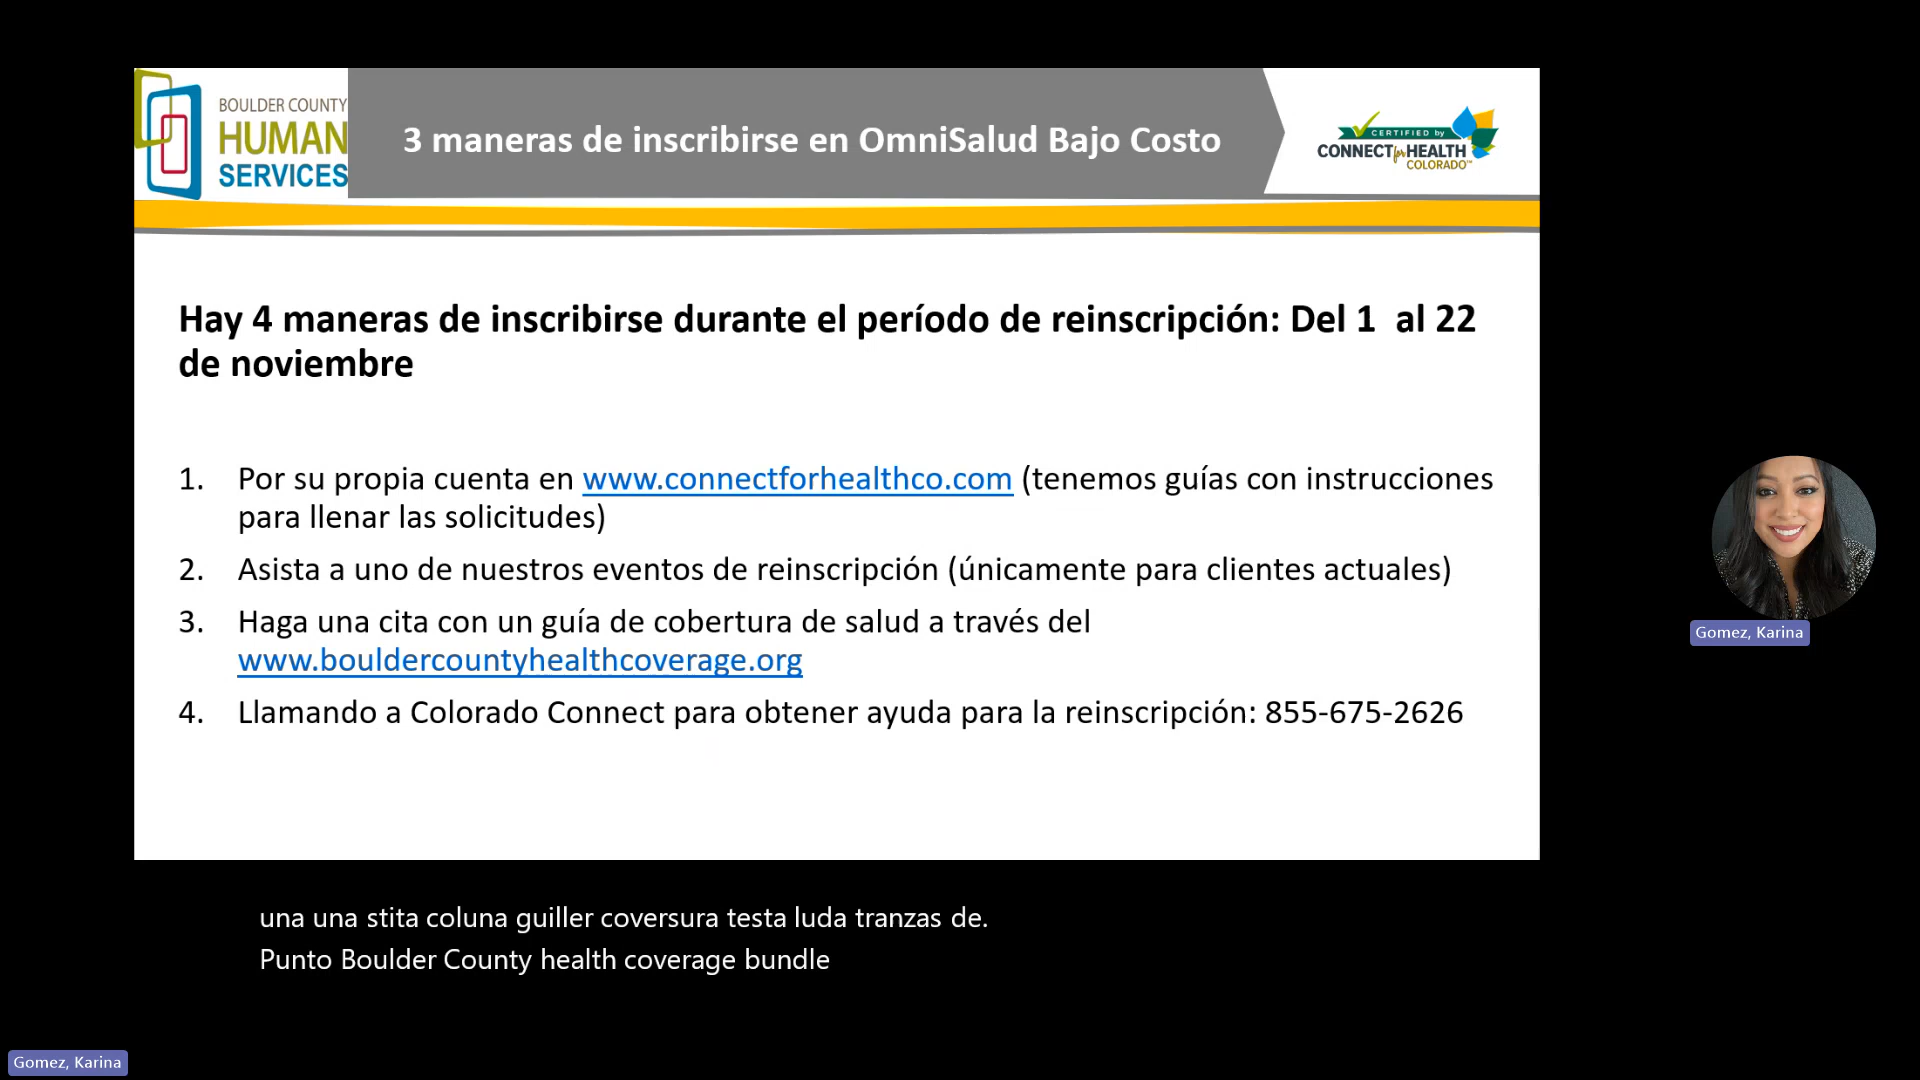 BOULDER COUNTY
HUMAN
SERVICES
3 maneras de inscribirse en OmniSalud Bajo Costo
CERTIFIED by
CONNECT for HEALTH
COLORADO™
Hay 4 maneras de inscribirse durante el período de reinscripción: Del 1  al 22
de noviembre
1. Por su propia cuenta en www.connectforhealthco.com (tenemos guías con instrucciones
para llenar las solicitudes)
2. Asista a uno de nuestros eventos de reinscripción (únicamente para clientes actuales)
3. Haga una cita con un guía de cobertura de salud a través del
www.bouldercountyhealthcoverage.org
4. Llamando a Colorado Connect para obtener ayuda para la reinscripción: 855-675-2626
Gomez, Karina
una una stita coluna guiller coversura testa luda tranzas de.
Punto Boulder County health coverage bundle
Gomez, Karina